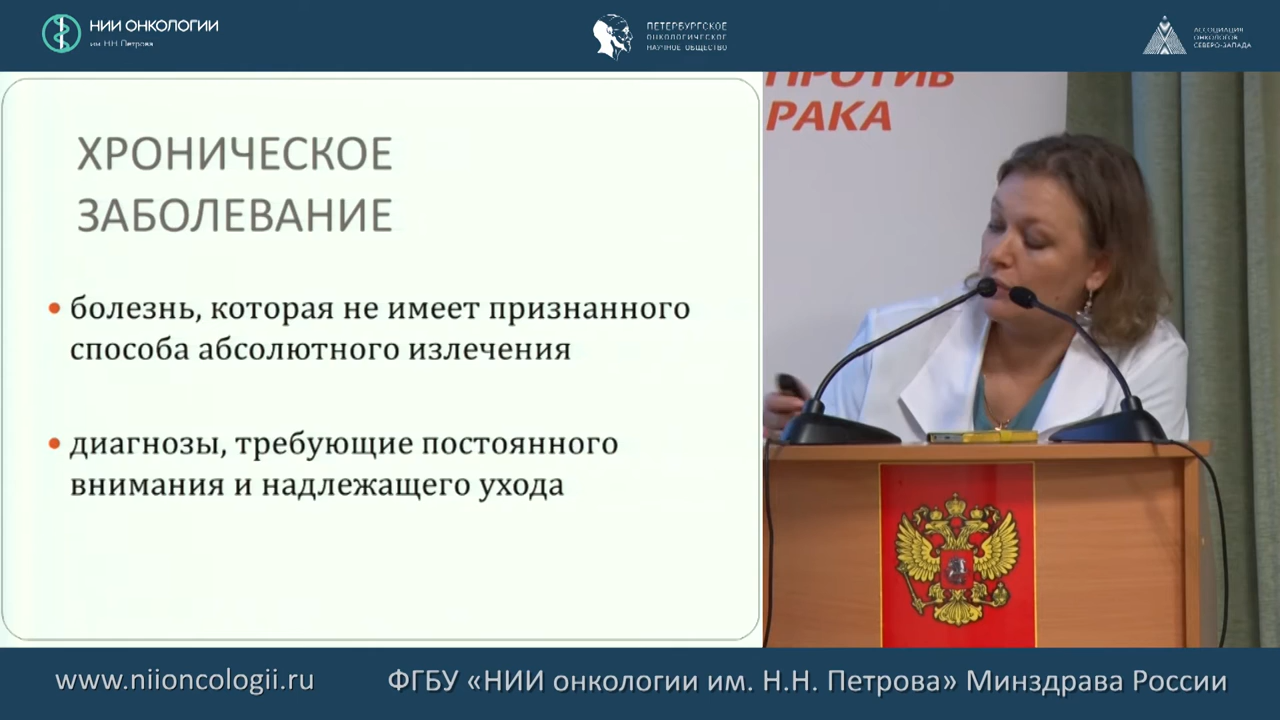 НИИ ОНКОЛОГИИ
им. Н.Н. Петрова
ПЕТЕРБУРГСКОЕ
ОНКОЛОГИЧЕСКОЕ
НАУЧНОЕ ОБЩЕСТВО
АССОЦИАЦИЯ
ОНКОЛОГОВ
СЕВЕРО-ЗАПАДА
ХРОНИЧЕСКОЕ
ЗАБОЛЕВАНИЕ
• болезнь, которая не имеет признанного
способа абсолютного излечения
• диагнозы, требующие постоянного
внимания и надлежащего ухода
ПРОТИВ
РАКА
www.niioncologii.ru
ФГБУ «НИИ онкологии им. Н.Н. Петрова» Минздрава России